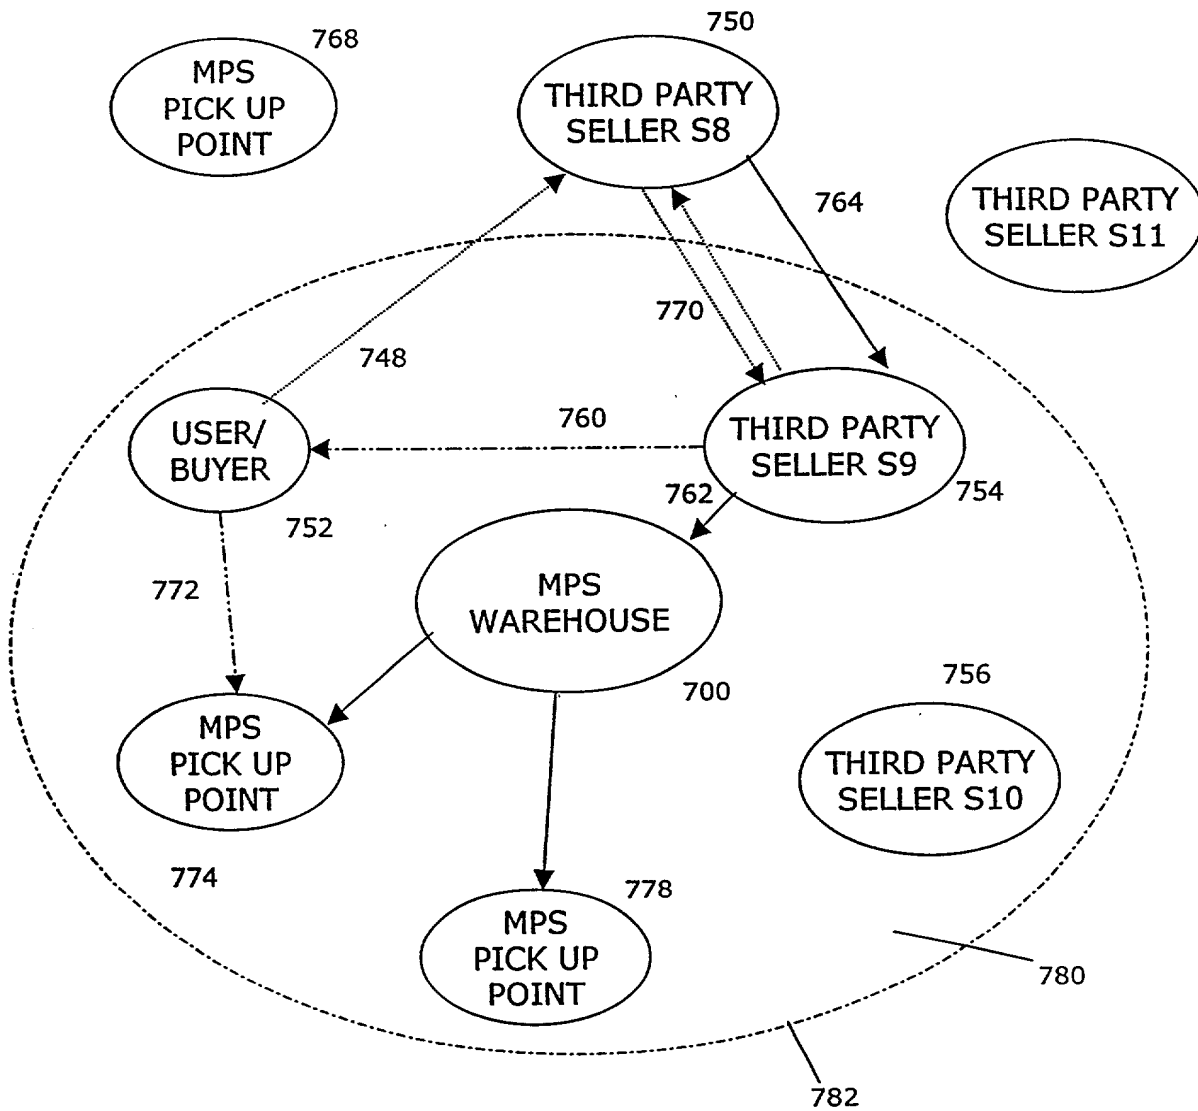 750
768
MPS
PICK UP
POINT
THIRD PARTY
SELLER S8
764
THIRD PARTY
SELLER S11
770
748
760
USER/
BUYER
THIRD PARTY
SELLER S9
762
754
752
772
MPS
WAREHOUSE
756
700
MPS
PICK UP
POINT
THIRD PARTY
SELLER S10
774
778
MPS
PICK UP
POINT
780
782